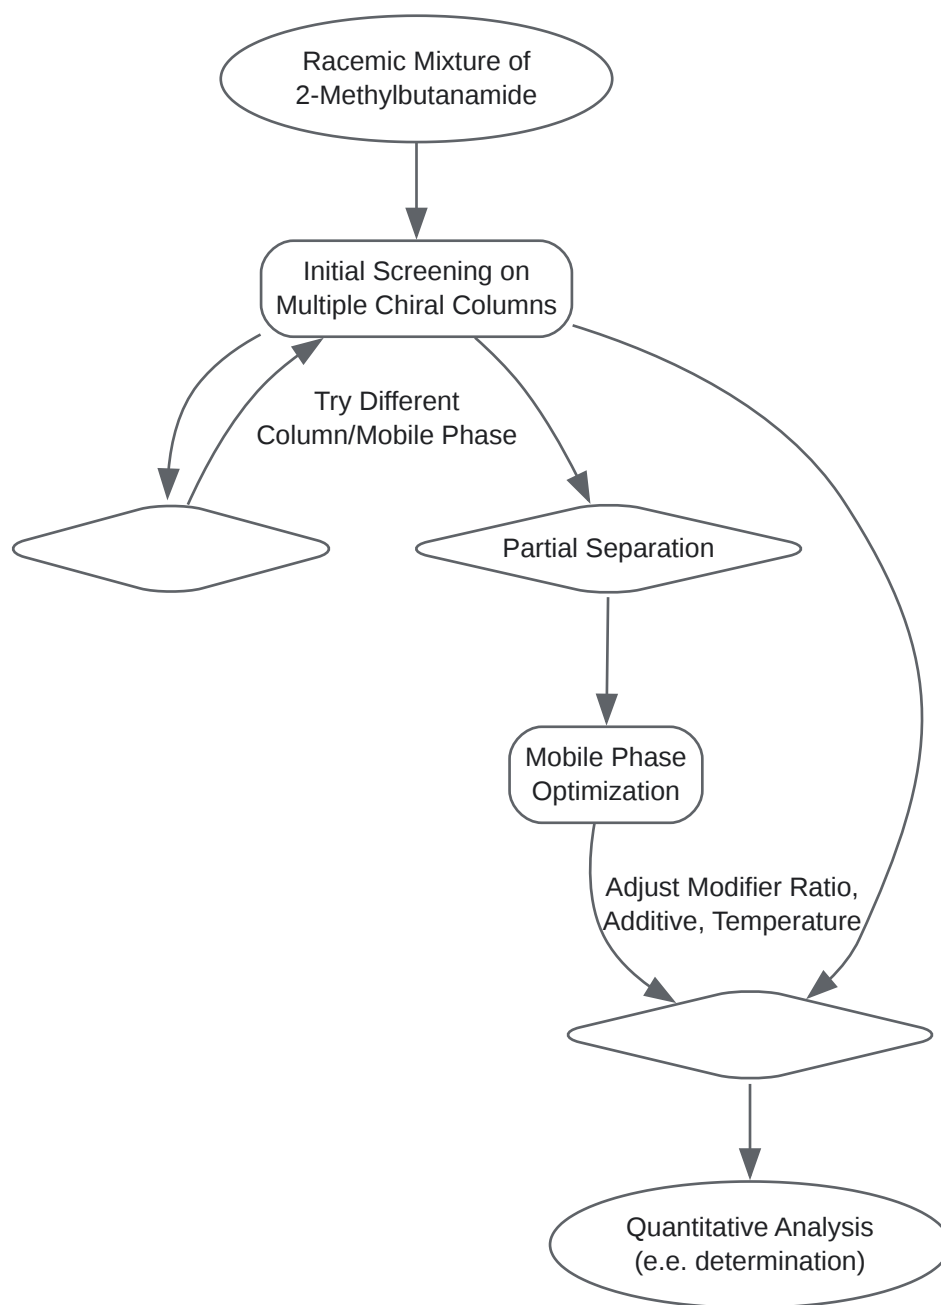 Racemic Mixture of
2-Methylbutanamide
Initial Screening on
Multiple Chiral Columns
Try Different
Column/Mobile Phase
Partial Separation
Mobile Phase
Optimization
Adjust Modifier Ratio,
Additive, Temperature
Quantitative Analysis
(e.e. determination)